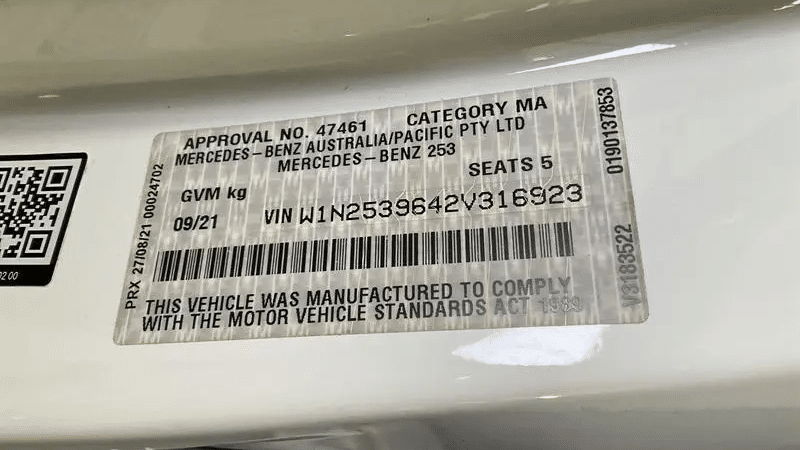 APPROVAL NO. 47461 CATEGORY MA
MERCEDES-BENZ AUSTRALIA/PACIFIC PTY LTD
MERCEDES-BENZ 253
GVM kg SEATS 5
09/21 VIN W1N2539642V316923
THIS VEHICLE WAS MANUFACTURED TO COMPLY
WITH THE MOTOR VEHICLE STANDARDS ACT 1989
PRX 27/08/21 00024702
0190137853
V3183522